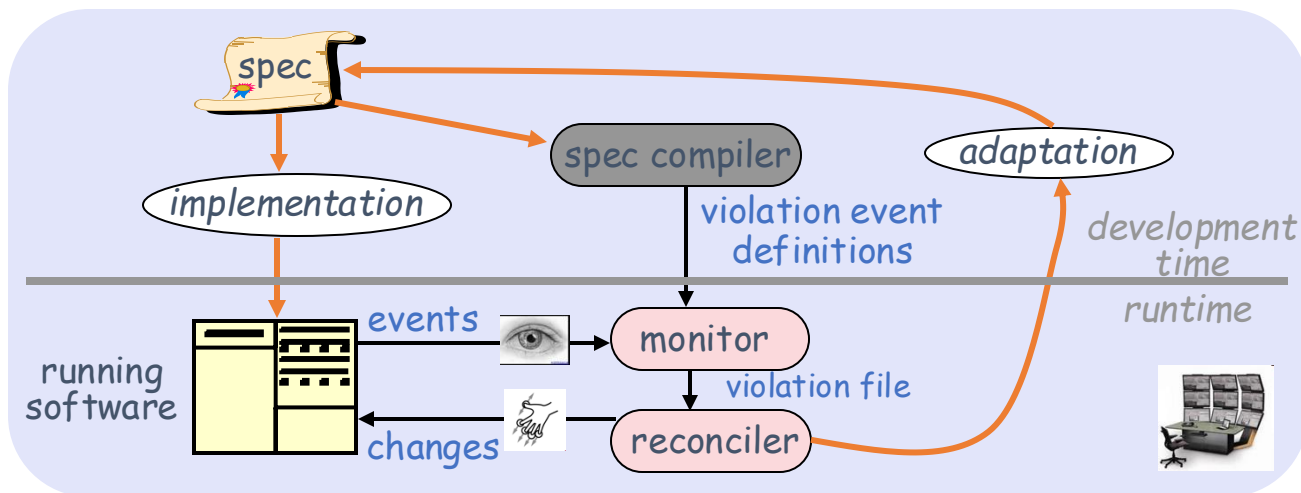 spec
spec compiler
adaptation
implementation
violation event
definitions
development
time
runtime
events
monitor
running
software
violation file
changes
reconciler